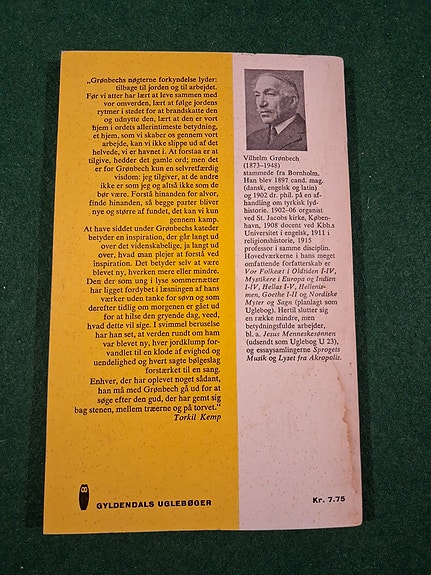 „Grønbechs nøgterne forkyndelse lyder:
tilbage til jorden og til arbejdet.
Før vi atter har lært at leve sammen med
vor omverden, lært at følge jordens
rytmer i stedet for at brandskatte den
og udnytte den, lært at den er vort
hjem i ordets allerintimeste betydning,
et hjem, som vi skaber os gennem vort
arbejde, kan vi ikke slippe ud af det
helvede, vi er havnet i. At forstaa er at
tilgive, hedder det gamle ord; men det
er for Grønbech kun en selvretfærdig
visdom: jeg tilgiver, at de andre
ikke er som jeg og altså ikke som de
bør være. Forstå hinanden for alvor,
finde hinanden, så begge parter bliver
nye og større af fundet, det kan vi kun
gennem kamp.
At have siddet under Grønbechs kateder
betyder en inspiration, der går langt ud
over det videnskabelige, ja langt ud
over, hvad man plejer at forstå ved
inspiration. Det betyder selv at være
blevet ny, hverken mere eller mindre.
Den der som ung i lyse sommernætter
har ligget fordybet i læsningen af hans
værker uden tanke for søvn og som
derefter tidlig om morgenen er gået ud
for at hilse den gryende dag, veed,
hvad dette vil sige. I svimmel beruselse
har han set, at verden rundt om ham
var blevet ny, hver jordklump for-
vandlet til en klode af evighed og
uendelighed og hvert sagte bølgeslag
forstærket til en sang.
Enhver, der har oplevet noget sådant,
han må med Grønbech gå ud for at
søge efter den gud, der har gemt sig
bag stenen, mellem træerne og på torvet.“
Torkil Kemp
GYLDENDALS UGLEBØGER
Vilhelm Grønbech
(1873–1948)
stammede fra Bornholm.
Han blev 1897 cand. mag.
(dansk, engelsk og latin)
og 1902 dr. phil. på en af-
handling om tyrkisk lyd-
historie. 1902-06 organist
ved St. Jacobs kirke, Køben-
havn, 1908 docent ved Kbh.s
Universitet i engelsk, 1911 i
religionshistorie, 1915
professor i samme disciplin.
Hovedværkerne i hans meget
omfattende forfatterskab er
Vor Folkeæt i Oldtiden I-IV,
Mystikere i Europa og Indien
I-IV, Hellas I-V, Hellenis-
men, Goethe I-II og Nordiske
Myter og Sagn (planlagt som
Uglebog). Hertil slutter sig
en række mindre, men
betydningsfulde arbejder,
bl. a. Jesus Menneskesønnen
(udsendt som Uglebog U 23),
og essaysamlingerne Sprogets
Musik og Lyset fra Akropolis.
Kr. 7.75